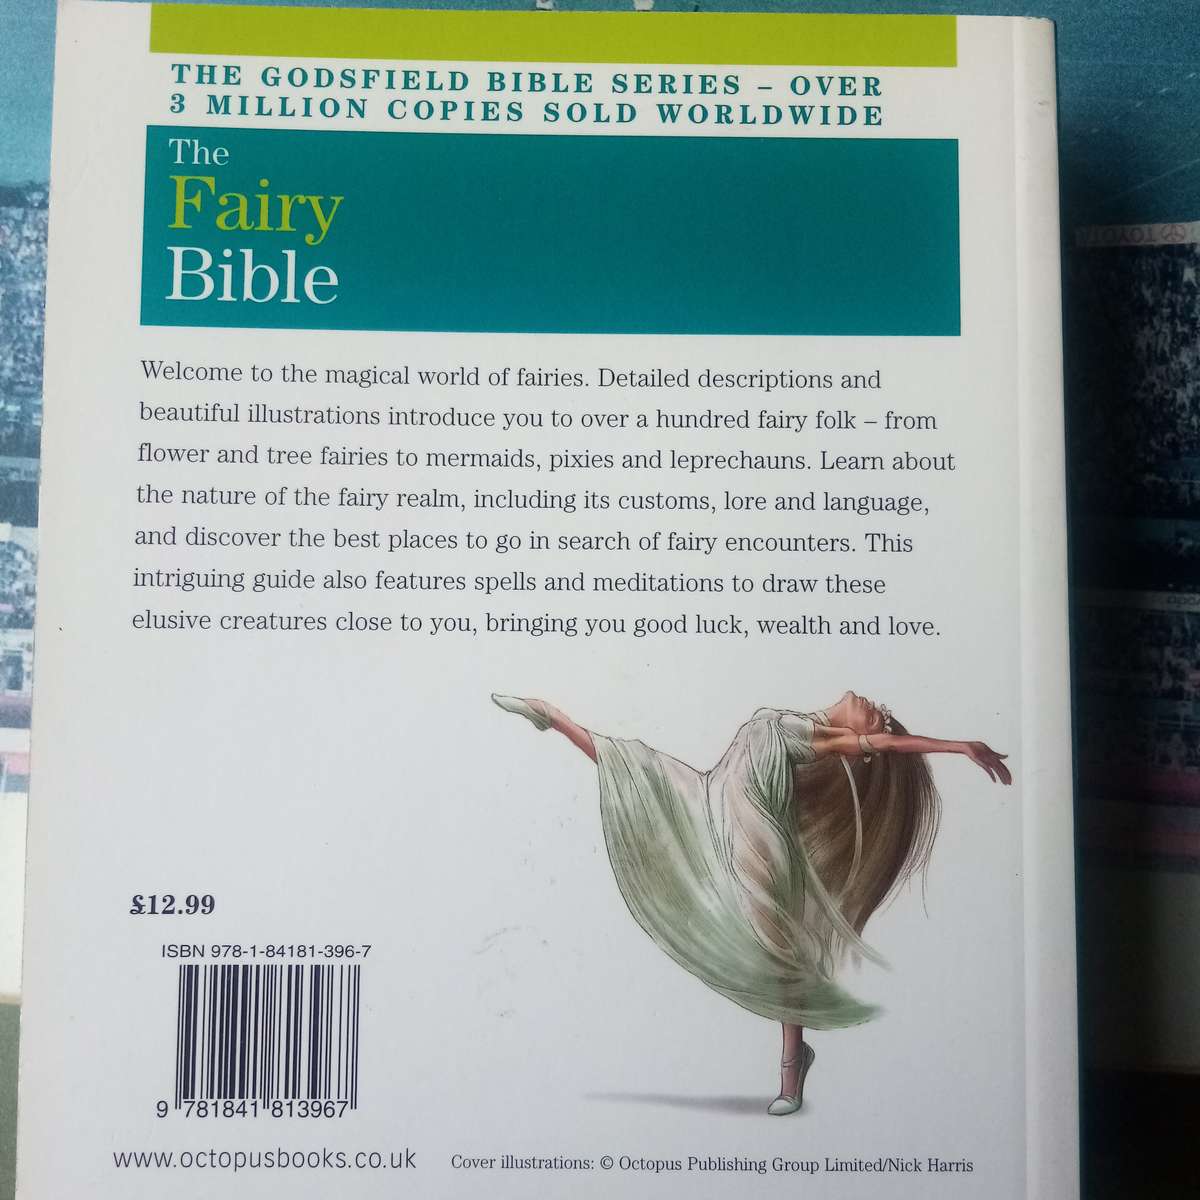 THE GODSFIELD BIBLE SERIES – OVER
3 MILLION COPIES SOLD WORLDWIDE
The
Fairy
Bible
Welcome to the magical world of fairies. Detailed descriptions and
beautiful illustrations introduce you to over a hundred fairy folk – from
flower and tree fairies to mermaids, pixies and leprechauns. Learn about
the nature of the fairy realm, including its customs, lore and language,
and discover the best places to go in search of fairy encounters. This
intriguing guide also features spells and meditations to draw these
elusive creatures close to you, bringing you good luck, wealth and love.
£12.99
ISBN 978-1-84181-396-7
9 781841 813967
www.octopusbooks.co.uk
Cover illustrations: © Octopus Publishing Group Limited/Nick Harris